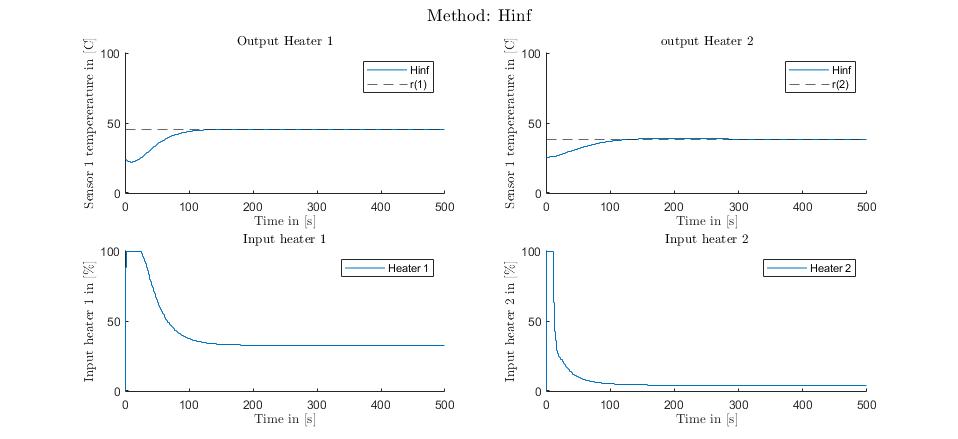 Method: Hinf
Output Heater 1
Sensor 1 tempererature in [C]
100
50
0
Hinf
r(1)
0 100 200 300 400 500
Time in [s]
output Heater 2
Sensor 1 tempererature in [C]
100
50
0
Hinf
r(2)
0 100 200 300 400 500
Time in [s]
Input heater 1
Input heater 1 in [%]
100
50
0
Heater 1
0 100 200 300 400 500
Time in [s]
Input heater 2
Input heater 2 in [%]
100
50
0
Heater 2
0 100 200 300 400 500
Time in [s]